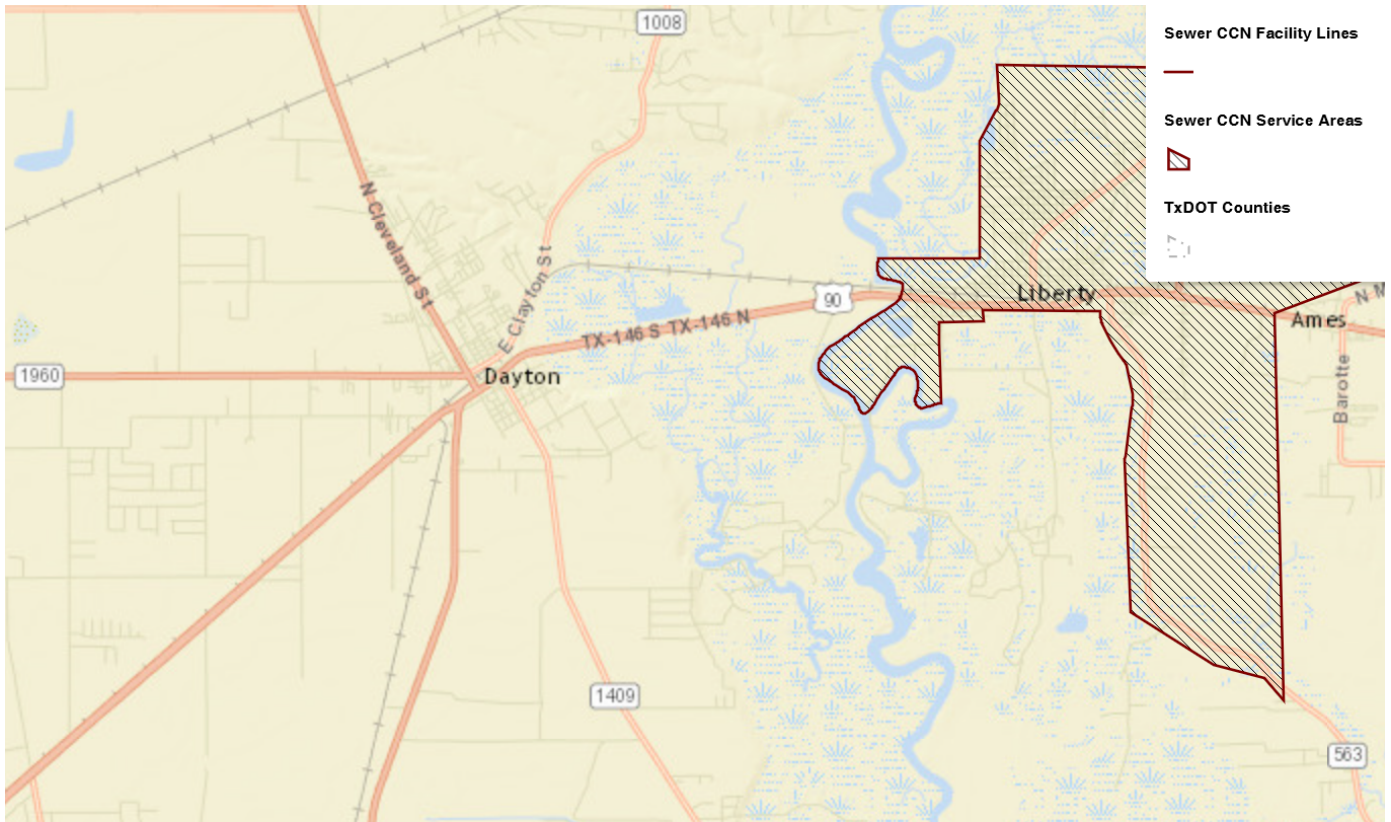 1008
Sewer CCN Facility Lines
Sewer CCN Service Areas
TxDOT Counties
N Cleveland St
E Clayton St
90
Liberty
N M
TX-146 S TX-146 N
Ames
1960
Dayton
Barotte
1409
563